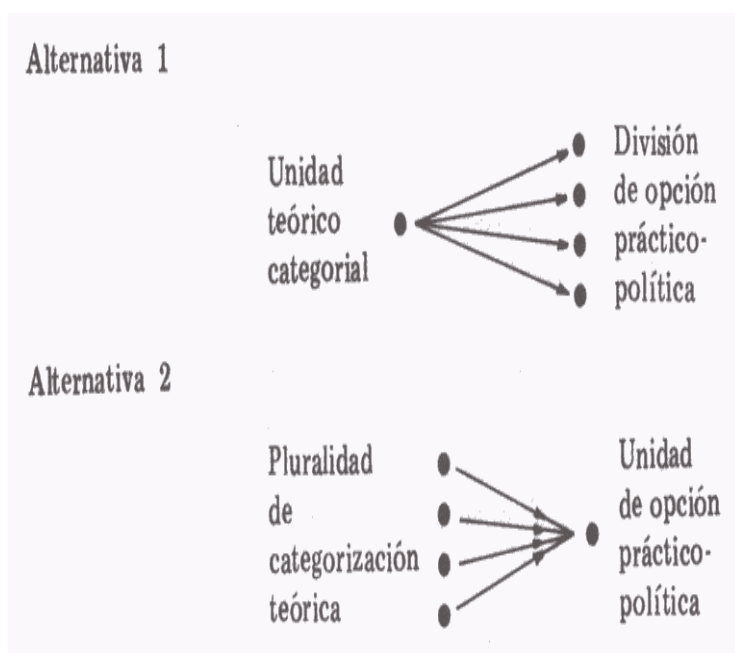 Alternativa 1
Unidad
teórico
categorial
División
de opción
práctico-
política
Alternativa 2
Pluralidad
de
categorización
teórica
Unidad
de opción
práctico-
política